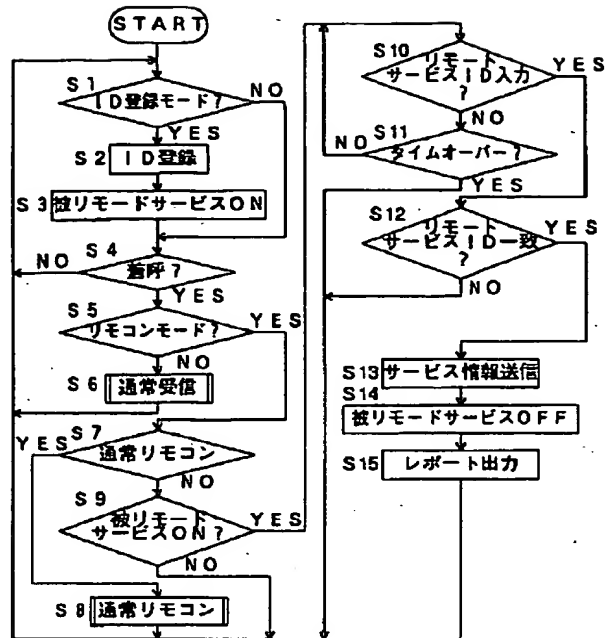 START
S1
ID登録モード?
NO
YES
S2
ID登録
S3
被リモードサービスON
S4
NO
着呼?
YES
S5
リモコンモード?
YES
NO
S6
通常受信
S7
YES
通常リモコン
NO
S9
被リモード
サービスON?
YES
NO
S8
通常リモコン
S10
リモート
サービスID入力
?
YES
NO
S11
NO
タイムオーバー?
YES
S12
リモート
サービスID一致
?
YES
NO
S13
サービス情報送信
S14
被リモードサービスOFF
S15
レポート出力